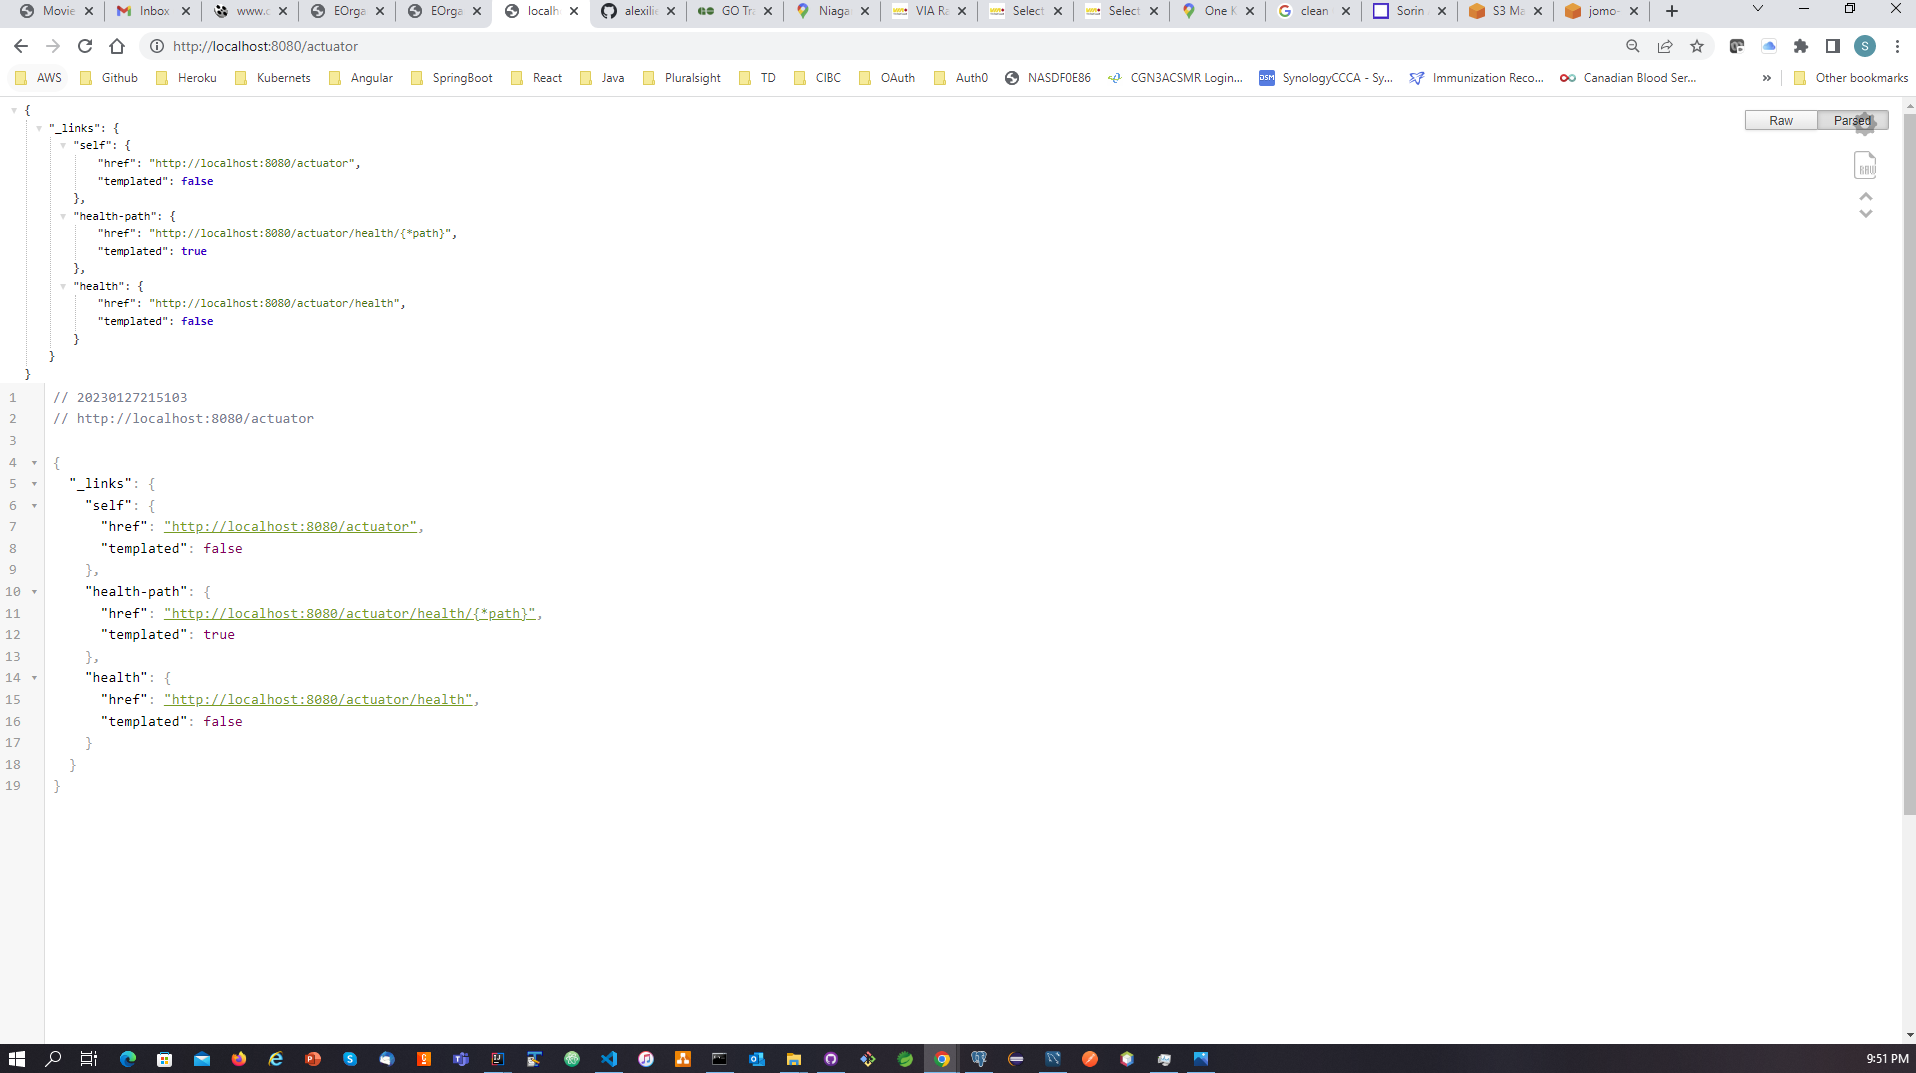 Movie
Inbox
www.c
EOrga
EOrga
localh
alexilie
GO Tra
Niaga
VIA Ra
Select
Select
One K
clean
Sorin
S3 Ma
jomo-
http://localhost:8080/actuator
S
AWS
Github
Heroku
Kubernets
Angular
SpringBoot
React
Java
Pluralsight
TD
CIBC
OAuth
Auth0
NASDF0E86
CGN3ACSMR Login...
SynologyCCCA - Sy...
Immunization Reco...
Canadian Blood Ser...
»
Other bookmarks
Raw
Parsed
RAW
{
"_links": {
"self": {
"href": "http://localhost:8080/actuator",
"templated": false
},
"health-path": {
"href": "http://localhost:8080/actuator/health/{*path}",
"templated": true
},
"health": {
"href": "http://localhost:8080/actuator/health",
"templated": false
}
}
}
1 // 20230127215103
2 // http://localhost:8080/actuator
3
4 {
5 "_links": {
6 "self": {
7 "href": "http://localhost:8080/actuator",
8 "templated": false
9 },
10 "health-path": {
11 "href": "http://localhost:8080/actuator/health/{*path}",
12 "templated": true
13 },
14 "health": {
15 "href": "http://localhost:8080/actuator/health",
16 "templated": false
17 }
18 }
19 }
9:51 PM